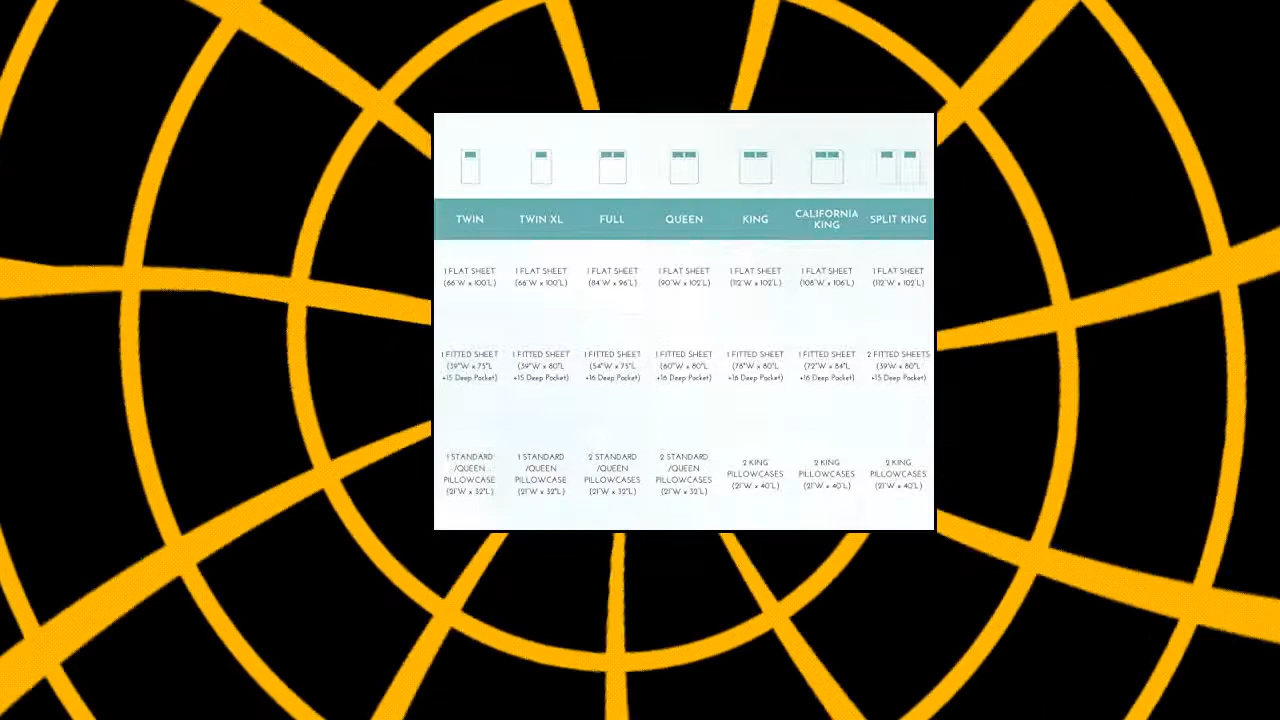 TWIN TWIN XL FULL QUEEN KING CALIFORNIA KING SPLIT KING
1 FLAT SHEET 1 FLAT SHEET 1 FLAT SHEET 1 FLAT SHEET 1 FLAT SHEET 1 FLAT SHEET 1 FLAT SHEET
(66"W x 100"L) (66"W x 100"L) (84"W x 96"L) (90"W x 102"L) (112"W x 102"L) (108"W x 106"L) (112"W x 102"L)
1 FITTED SHEET 1 FITTED SHEET 1 FITTED SHEET 1 FITTED SHEET 1 FITTED SHEET 1 FITTED SHEET 2 FITTED SHEETS
(39"W x 75"L (39"W x 80"L (54"W x 75"L (60"W x 80"L (78"W x 80"L (72"W x 84"L (39W x 80"L
+15 Deep Pocket) +15 Deep Pocket) +16 Deep Pocket) +16 Deep Pocket) +16 Deep Pocket) +16 Deep Pocket) +15 Deep Pocket)
1 STANDARD 1 STANDARD 2 STANDARD 2 STANDARD 2 KING 2 KING 2 KING
/QUEEN /QUEEN /QUEEN /QUEEN PILLOWCASES PILLOWCASES PILLOWCASES
PILLOWCASE PILLOWCASE PILLOWCASES PILLOWCASES (21"W x 40"L) (21"W x 40"L) (21"W x 40"L)
(21"W x 32"L) (21"W x 32"L) (21"W x 32"L) (21"W x 32"L)